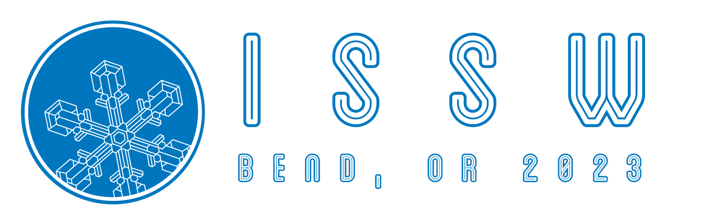 ISSW
BEND, OR 2023